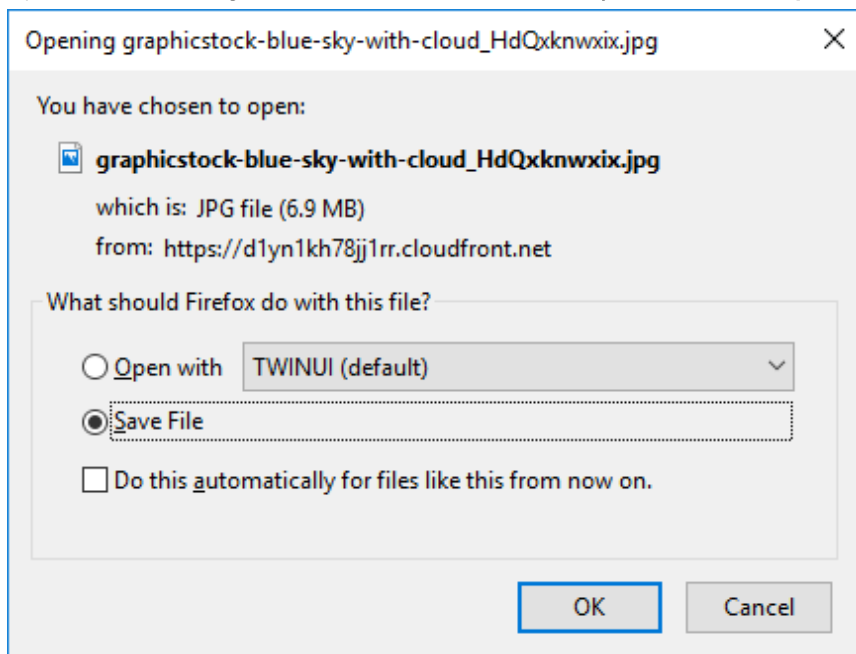 Opening graphicstock-blue-sky-with-cloud_HdQxknwxix.jpg
You have chosen to open:
graphicstock-blue-sky-with-cloud_HdQxknwxix.jpg
which is: JPG file (6.9 MB)
from: https://d1yn1kh78jj1rr.cloudfront.net
What should Firefox do with this file?
Open with TWINUI (default)
Save File
Do this automatically for files like this from now on.
OK Cancel